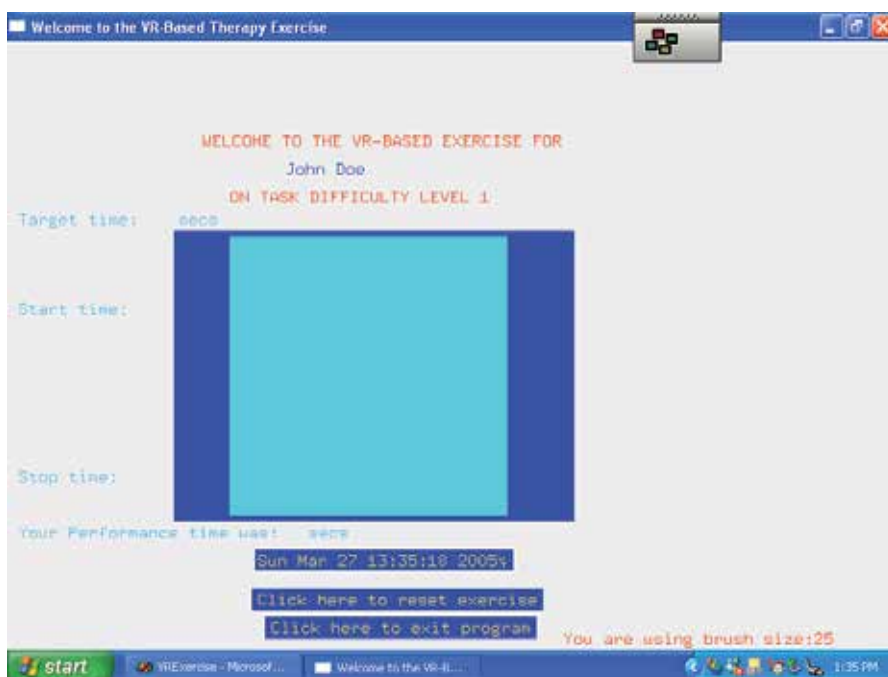 Welcome to the VR-Based Therapy Exercise
WELCOME TO THE VR-BASED EXERCISE FOR
John Doe
ON TASK DIFFICULTY LEVEL 1
Target time: secs
Start time:
Stop time:
Your Performance time was: secs
Sun Mar 27 13:35:18 2005
Click here to reset exercise
Click here to exit program
You are using brush size:25
start
VRExercise - Microsof...
Welcome to the VR-B...
1:35 PM